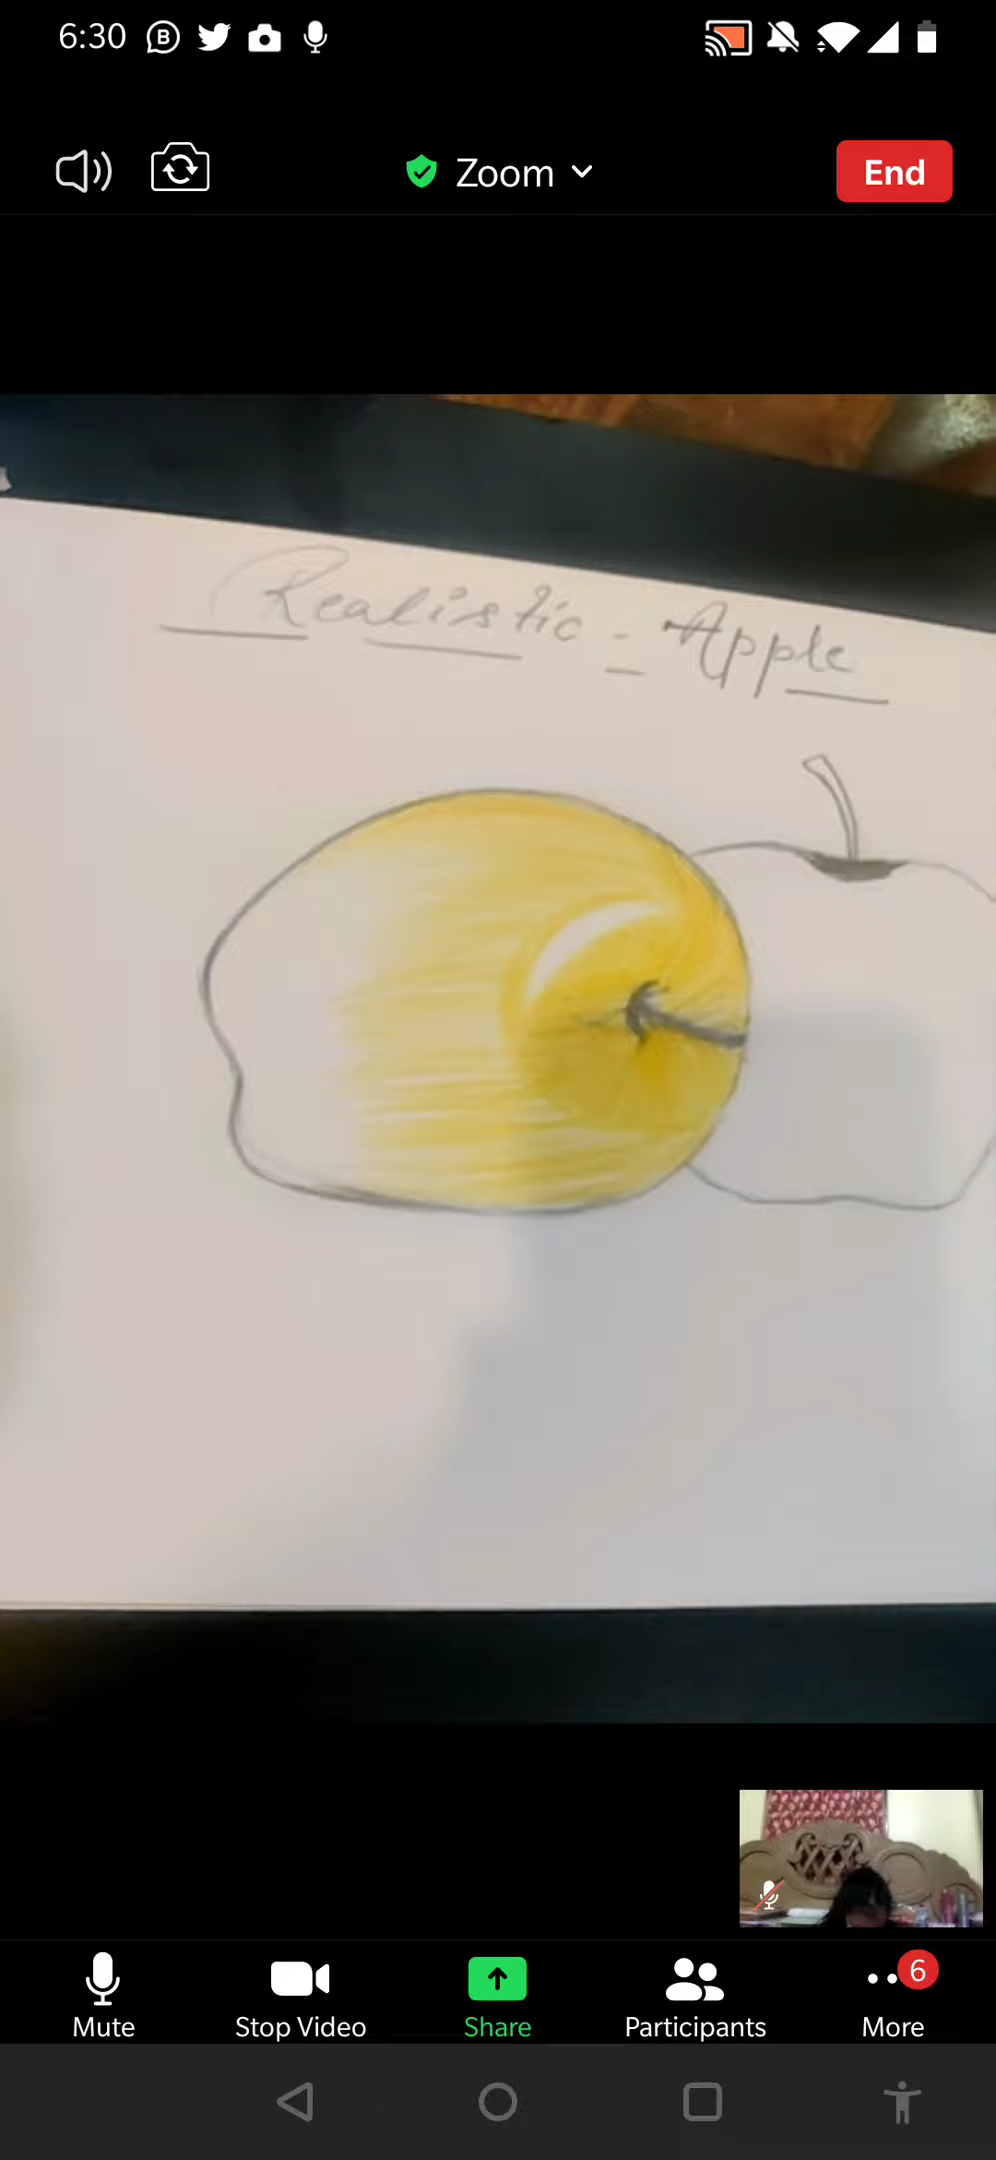 6:30
Zoom
End
Realistic - Apple
Mute
Stop Video
Share
Participants
6
More